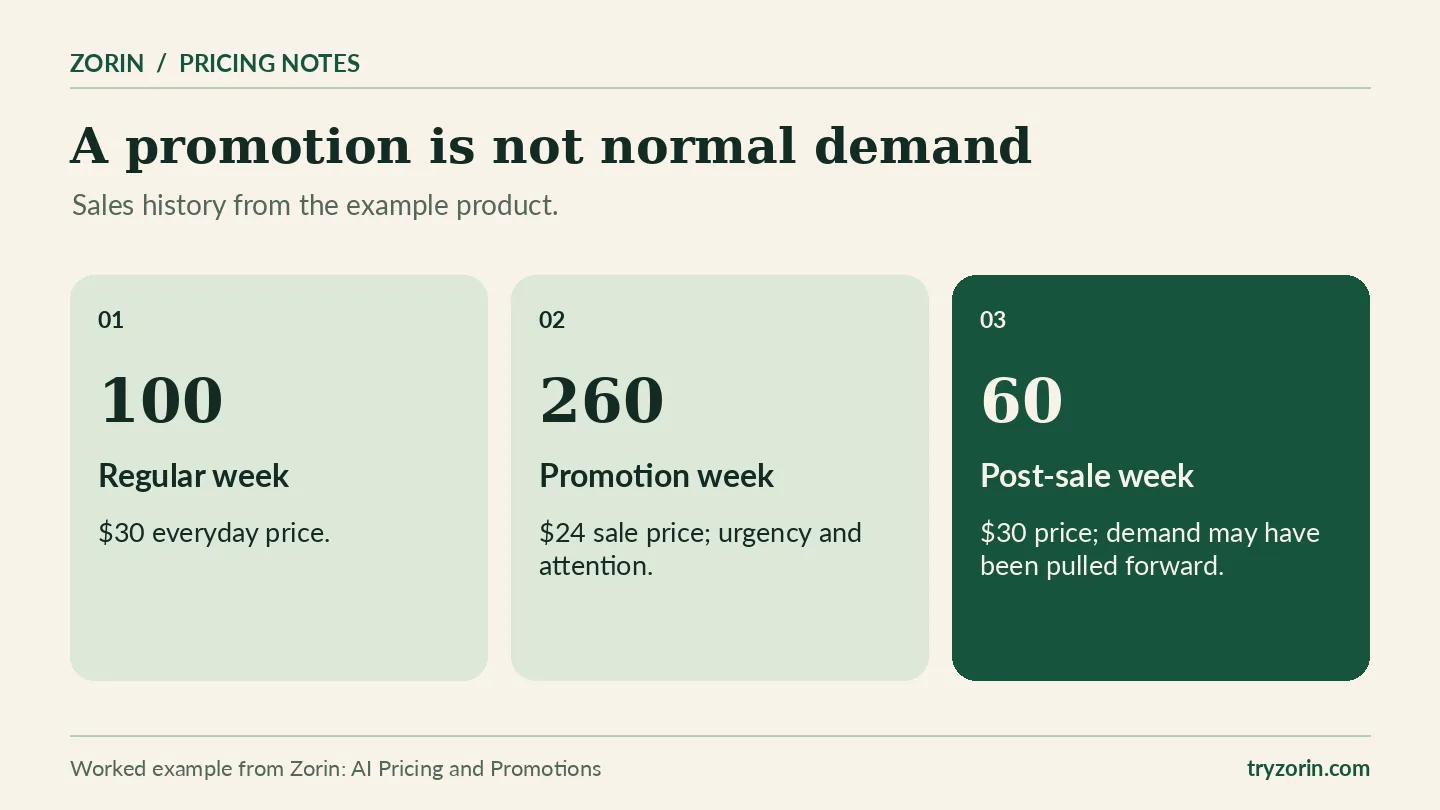 ZORIN / PRICING NOTES
A promotion is not normal demand
Sales history from the example product.
01
100
Regular week
$30 everyday price.
02
260
Promotion week
$24 sale price; urgency and
attention.
03
60
Post-sale week
$30 price; demand may have
been pulled forward.
Worked example from Zorin: AI Pricing and Promotions
tryzorin.com